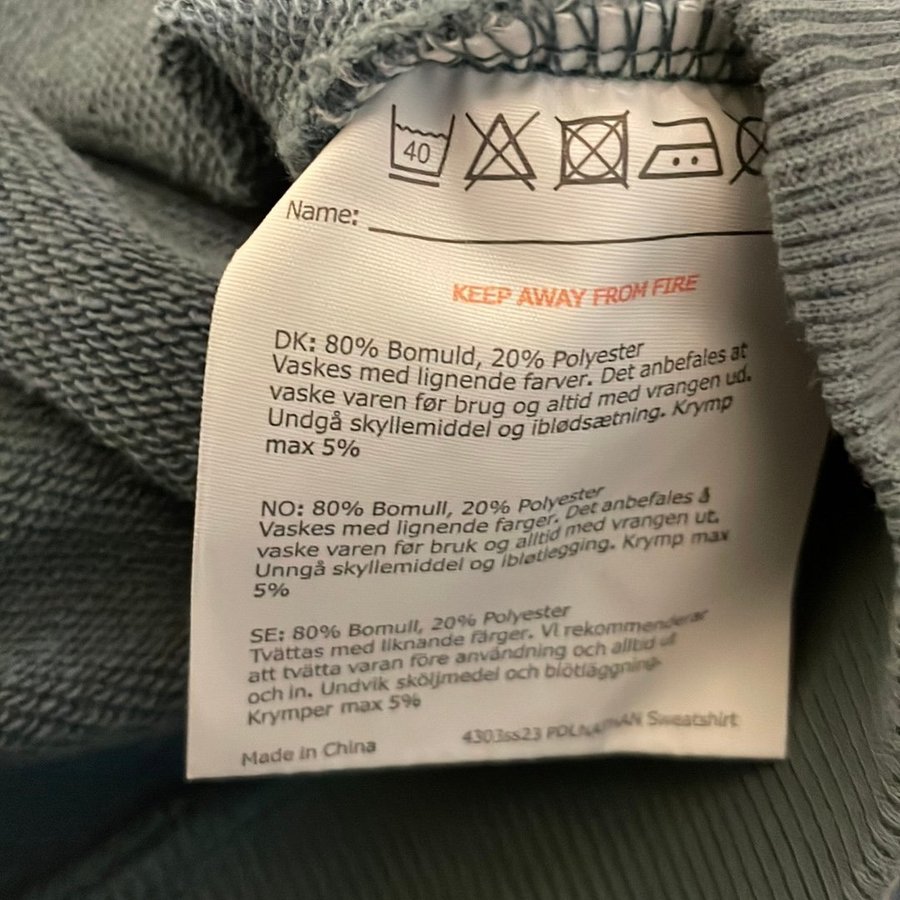 40
Name:
KEEP AWAY FROM FIRE
DK: 80% Bomuld, 20% Polyester
Vaskes med lignende farver. Det anbefales at
vaske varen før brug og altid med vrangen ud.
Undgå skyllemiddel og iblødsætning. Krymp
max 5%
NO: 80% Bomull, 20% Polyester
Vaskes med lignende farger. Det anbefales å
vaske varen før bruk og alltid med vrangen ut.
Unngå skyllemiddel og ibløtlegging. Krymp max
5%
SE: 80% Bomull, 20% Polyester
Tvättas med liknande färger. Vi rekommenderar
att tvätta varan före användning och alltid ut
och in. Undvik sköljmedel och blötläggning.
Krymper max 5%
Made in China
4303ss23 Sweatshirt